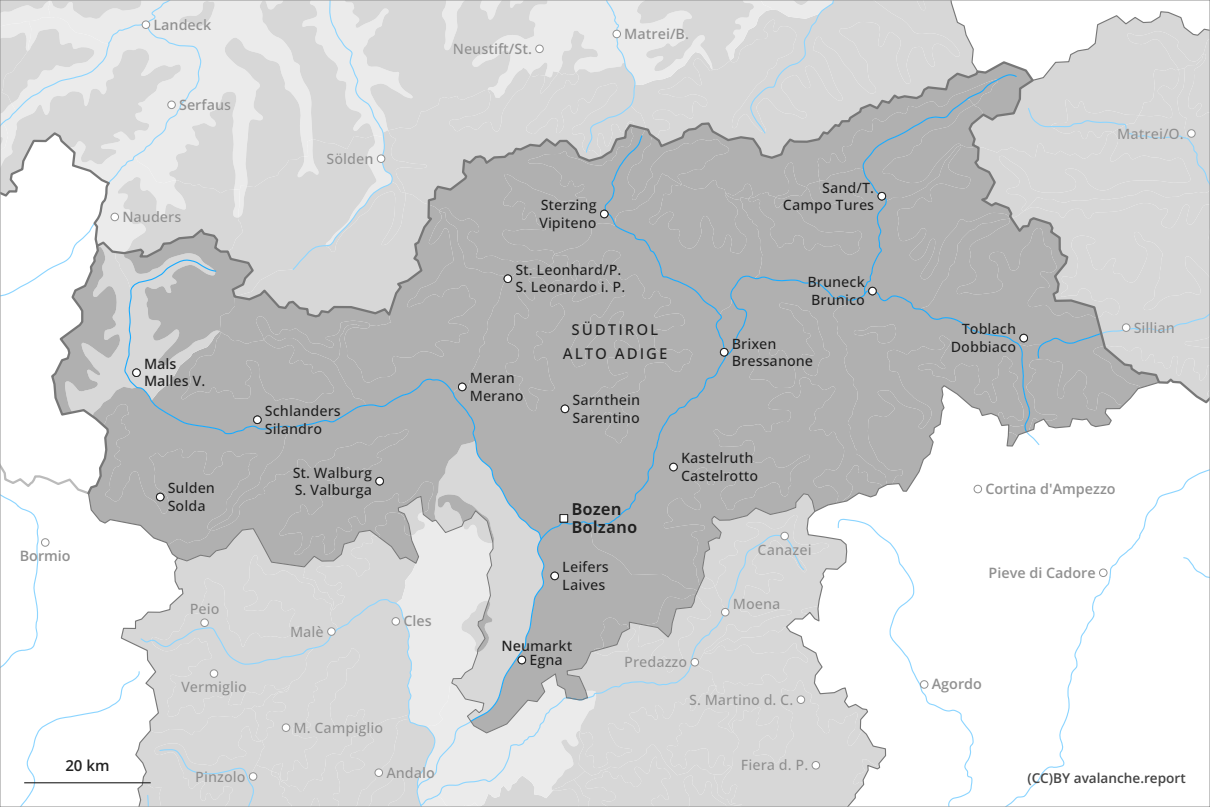 Landeck
Matrei/B.
Neustift/St.
Serfaus
Matrei/O.
Sölden
Sand/T.
Campo Tures
Nauders
Sterzing
Vipiteno
St. Leonhard/P.
S. Leonardo i. P.
Bruneck
Brunico
SÜDTIROL
ALTO ADIGE
Toblach
Dobbiaco
Sillian
Brixen
Bressanone
Mals
Malles V.
Meran
Merano
Sarnthein
Sarentino
Schlanders
Silandro
Kastelruth
Castelrotto
St. Walburg
S. Valburga
Sulden
Solda
Cortina d'Ampezzo
Bozen
Bolzano
Bormio
Canazei
Leifers
Laives
Pieve di Cadore
Peio
Moena
Malè
Cles
Neumarkt
Egna
Predazzo
Vermiglio
Agordo
S. Martino d. C.
M. Campiglio
Fiera d. P.
20 km
Pinzolo
Andalo
(CC)BY avalanche.report